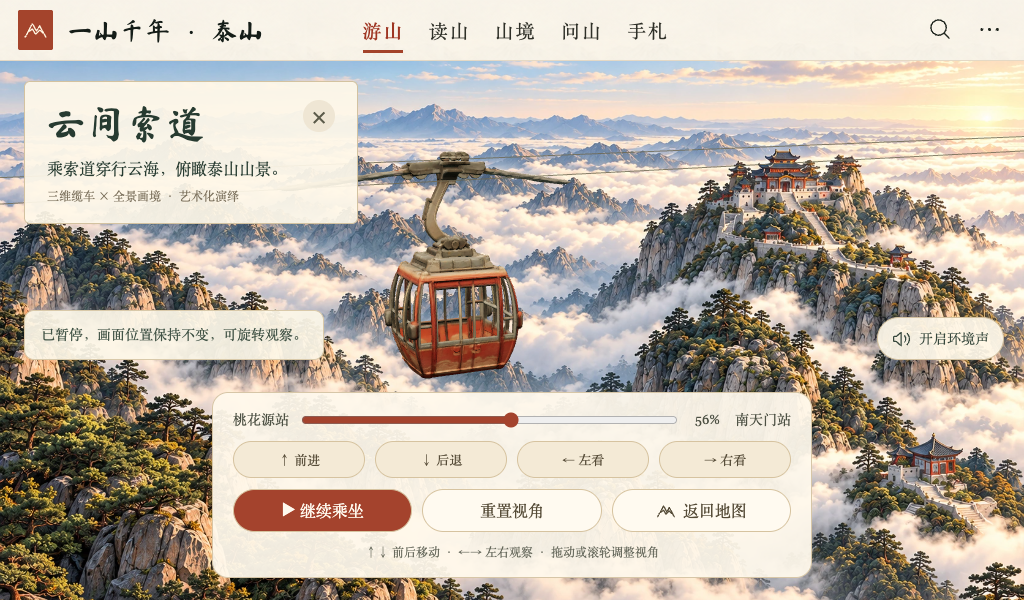 一山千年 · 泰山
游山 读山 山境 问山 手札
云间索道
乘索道穿行云海，俯瞰泰山山景。
三维缆车 × 全景画境 · 艺术化演绎
已暂停，画面位置保持不变，可旋转观察。
开启环境声
桃花源站 56% 南天门站
↑ 前进 ↓ 后退 ← 左看 → 右看
继续乘坐 重置视角 返回地图
↑↓ 前后移动 · ←→ 左右观察 · 拖动或滚轮调整视角